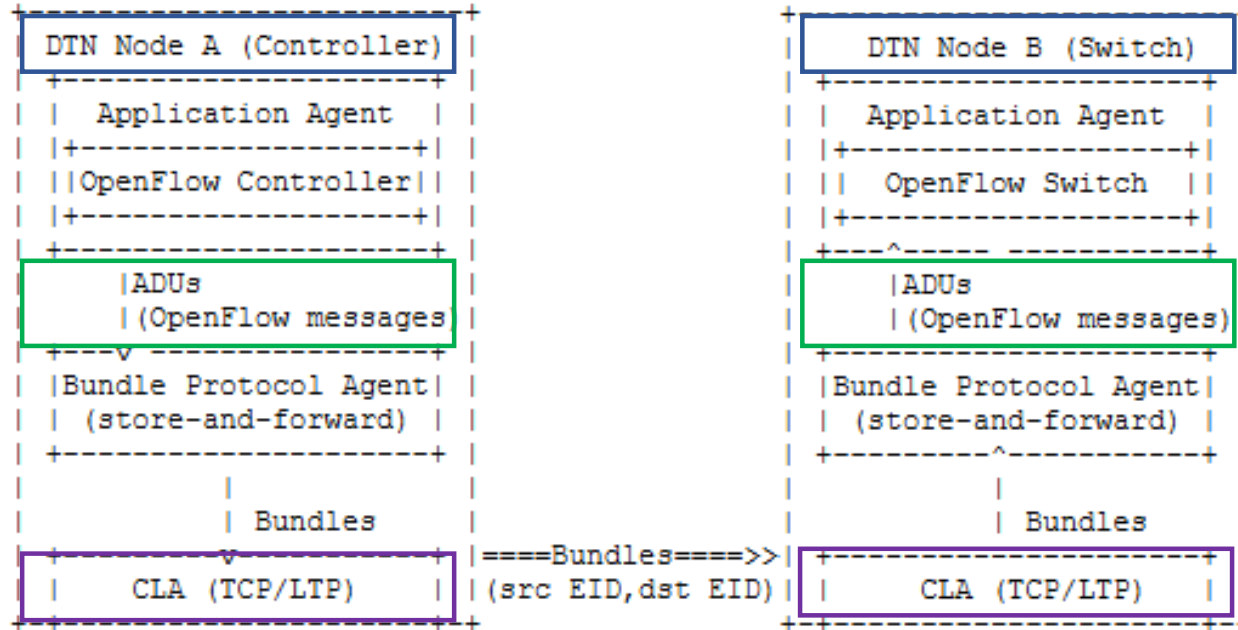 DTN Node A (Controller)
Application Agent
OpenFlow Controller
ADUs
(OpenFlow messages)
Bundle Protocol Agent
(store-and-forward)
Bundles
CLA (TCP/LTP)
====Bundles====>>
(src EID,dst EID)
DTN Node B (Switch)
Application Agent
OpenFlow Switch
ADUs
(OpenFlow messages)
Bundle Protocol Agent
(store-and-forward)
Bundles
CLA (TCP/LTP)